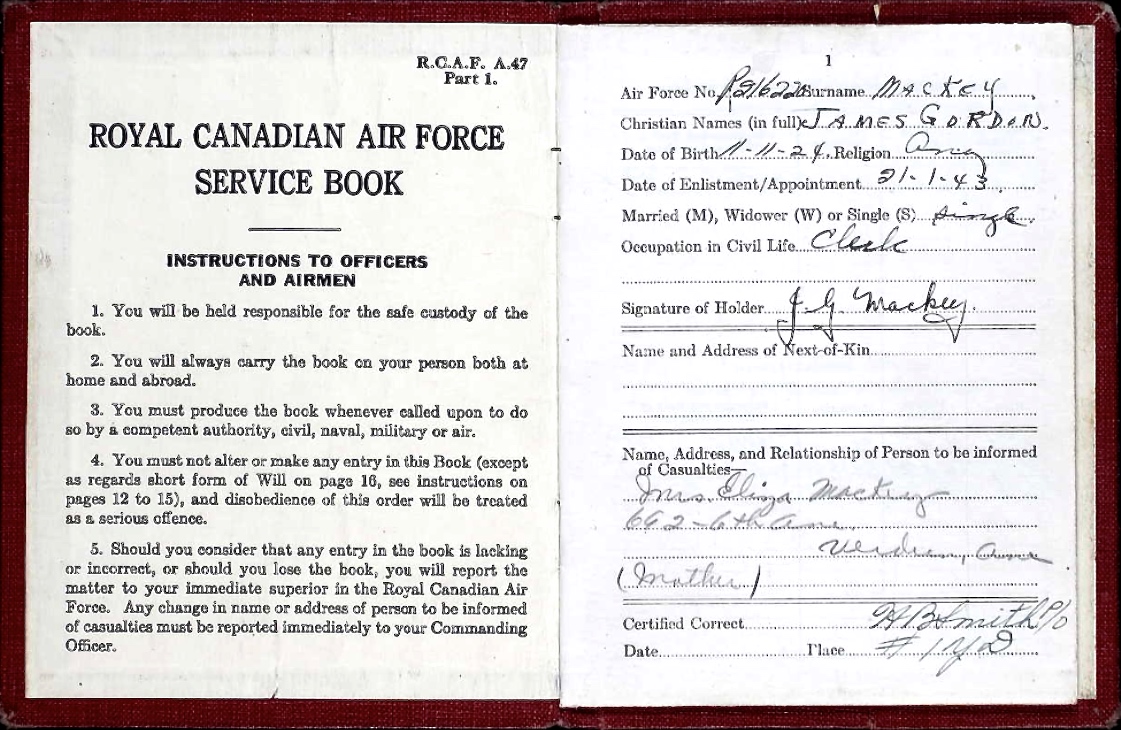 R.C.A.F. A.47
Part 1.
ROYAL CANADIAN AIR FORCE
SERVICE BOOK
INSTRUCTIONS TO OFFICERS
AND AIRMEN
1. You will be held responsible for the safe custody of the
book.
2. You will always carry the book on your person both at
home and abroad.
3. You must produce the book whenever called upon to do
so by a competent authority, civil, naval, military or air.
4. You must not alter or make any entry in this Book (except
as regards short form of Will on page 16, see instructions on
pages 12 to 15), and disobedience of this order will be treated
as a serious offence.
5. Should you consider that any entry in the book is lacking
or incorrect, or should you lose the book, you will report the
matter to your immediate superior in the Royal Canadian Air
Force. Any change in name or address of person to be informed
of casualties must be reported immediately to your Commanding
Officer.
1
Air Force No. Surname MACKEY
Christian Names (in full) JAMES GORDON.
Date of Birth 11-11-24. Religion Ang
Date of Enlistment/Appointment 21-1-43
Married (M), Widower (W) or Single (S) single.
Occupation in Civil Life Clerk
Signature of Holder J G Mackey.
Name and Address of Next-of-Kin
Name, Address, and Relationship of Person to be informed
of Casualties—
Mrs. Eliza Mackey
692-6th Ave.
Verdun,
(Mother)
Certified Correct HB Smith P/O
Date Place